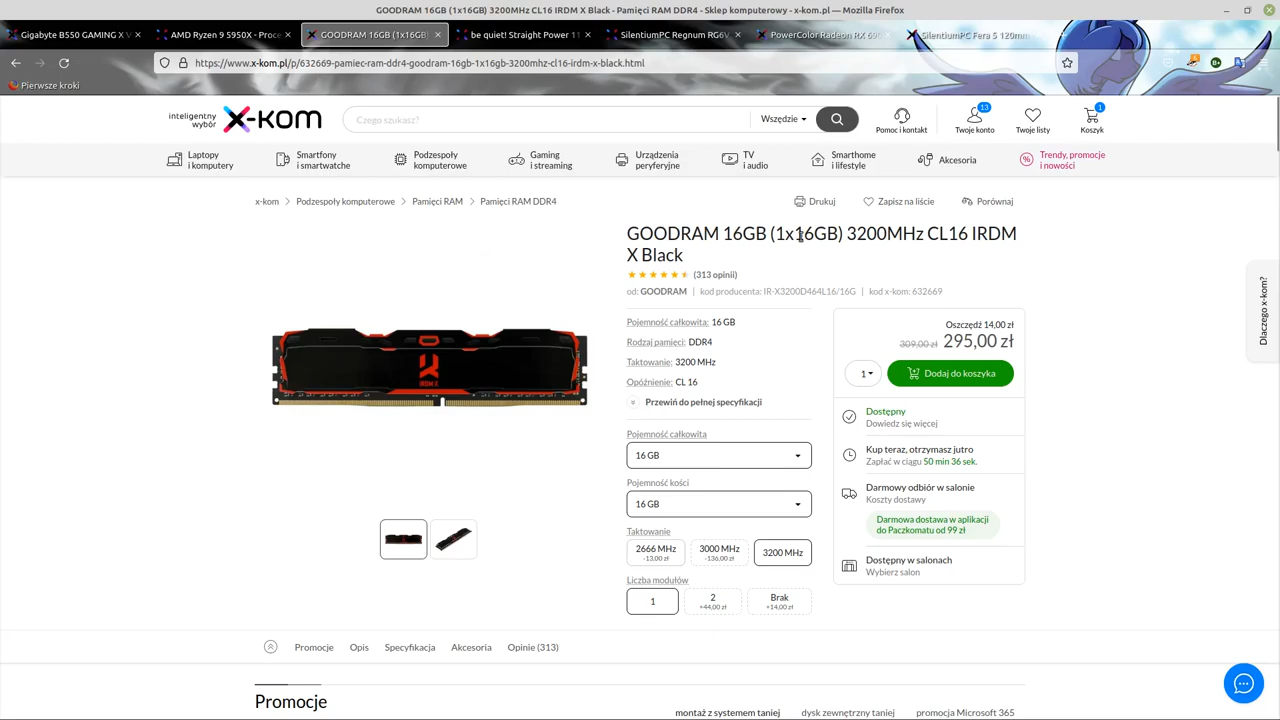 GOODRAM 16GB (1x16GB) 3200MHz CL16 IRDM X Black - Pamięci RAM DDR4 - Sklep komputerowy - x-kom.pl — Mozilla Firefox
Gigabyte B550 GAMING X V
AMD Ryzen 9 5950X - Proce
GOODRAM 16GB (1x16GB)
be quiet! Straight Power 11
SilentiumPC Regnum RG6V
PowerColor Radeon RX 690
SilentiumPC Fera 5 120mm
https://www.x-kom.pl/p/632669-pamiec-ram-ddr4-goodram-16gb-1x16gb-3200mhz-cl16-irdm-x-black.html
Pierwsze kroki
inteligentny
wybór
x-kom
Czego szukasz?
Wszędzie
Pomoc i kontakt
13
Twoje konto
Twoje listy
1
Koszyk
Laptopy
i komputery
Smartfony
i smartwatche
Podzespoły
komputerowe
Gaming
i streaming
Urządzenia
peryferyjne
TV
i audio
Smarthome
i lifestyle
Akcesoria
Trendy, promocje
i nowości
x-kom
Podzespoły komputerowe
Pamięci RAM
Pamięci RAM DDR4
Drukuj
Zapisz na liście
Porównaj
GOODRAM 16GB (1x16GB) 3200MHz CL16 IRDM
X Black
(313 opinii)
od: GOODRAM | kod producenta: IR-X3200D464L16/16G | kod x-kom: 632669
Pojemność całkowita: 16 GB
Rodzaj pamięci: DDR4
Taktowanie: 3200 MHz
Opóźnienie: CL 16
Przewiń do pełnej specyfikacji
Pojemność całkowita
16 GB
Pojemność kości
16 GB
Taktowanie
2666 MHz
-13,00 zł
3000 MHz
-136,00 zł
3200 MHz
Liczba modułów
1
2
+44,00 zł
Brak
+14,00 zł
Oszczędź 14,00 zł
309,00 zł 295,00 zł
1
Dodaj do koszyka
Dostępny
Dowiedz się więcej
Kup teraz, otrzymasz jutro
Zapłać w ciągu 50 min 36 sek.
Darmowy odbiór w salonie
Koszty dostawy
Darmowa dostawa w aplikacji
do Paczkomatu od 99 zł
Dostępny w salonach
Wybierz salon
Dlaczego x-kom?
IRDM X
Promocje
Opis
Specyfikacja
Akcesoria
Opinie (313)
Promocje
montaż z systemem taniej
dysk zewnętrzny taniej
promocja Microsoft 365